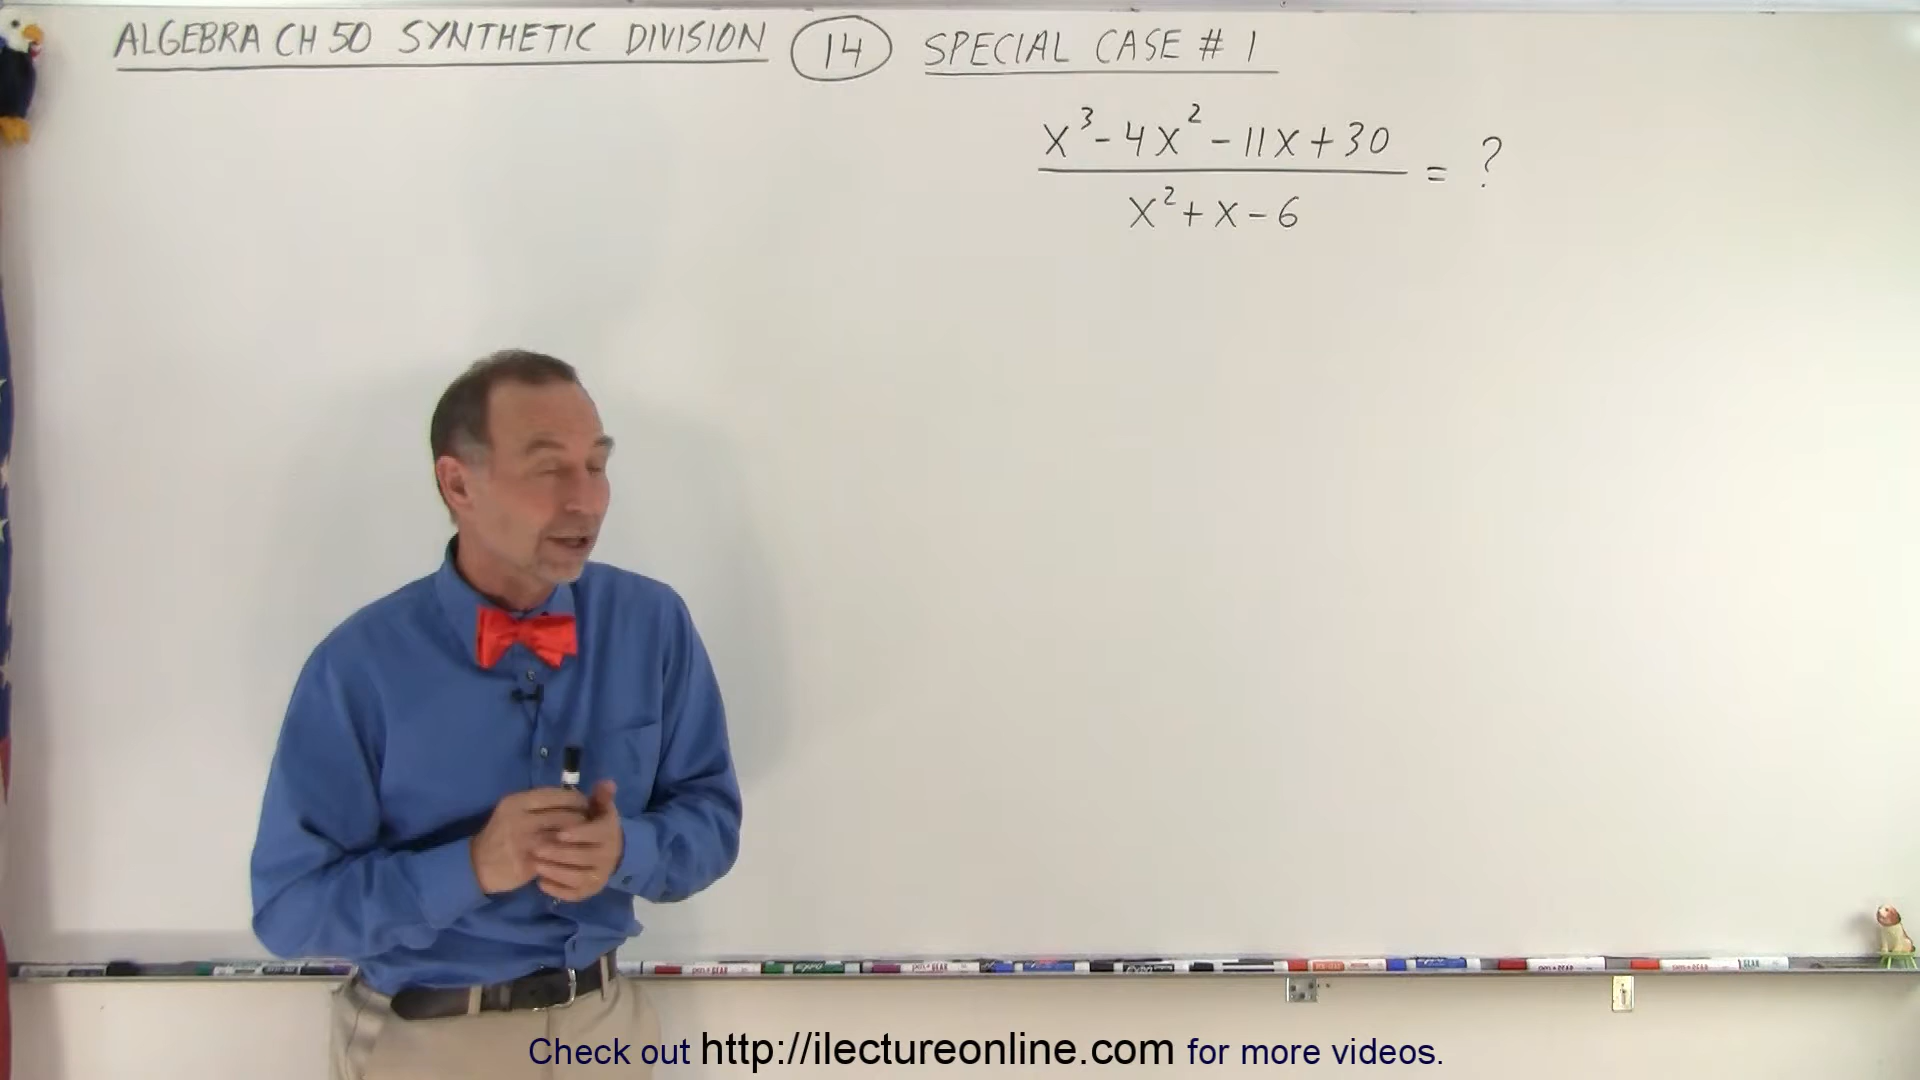 ALGEBRA CH 50 SYNTHETIC DIVISION 14 SPECIAL CASE # 1
x³ - 4x² - 11x + 30
= ?
x² + x - 6
Check out http://ilectureonline.com for more videos.